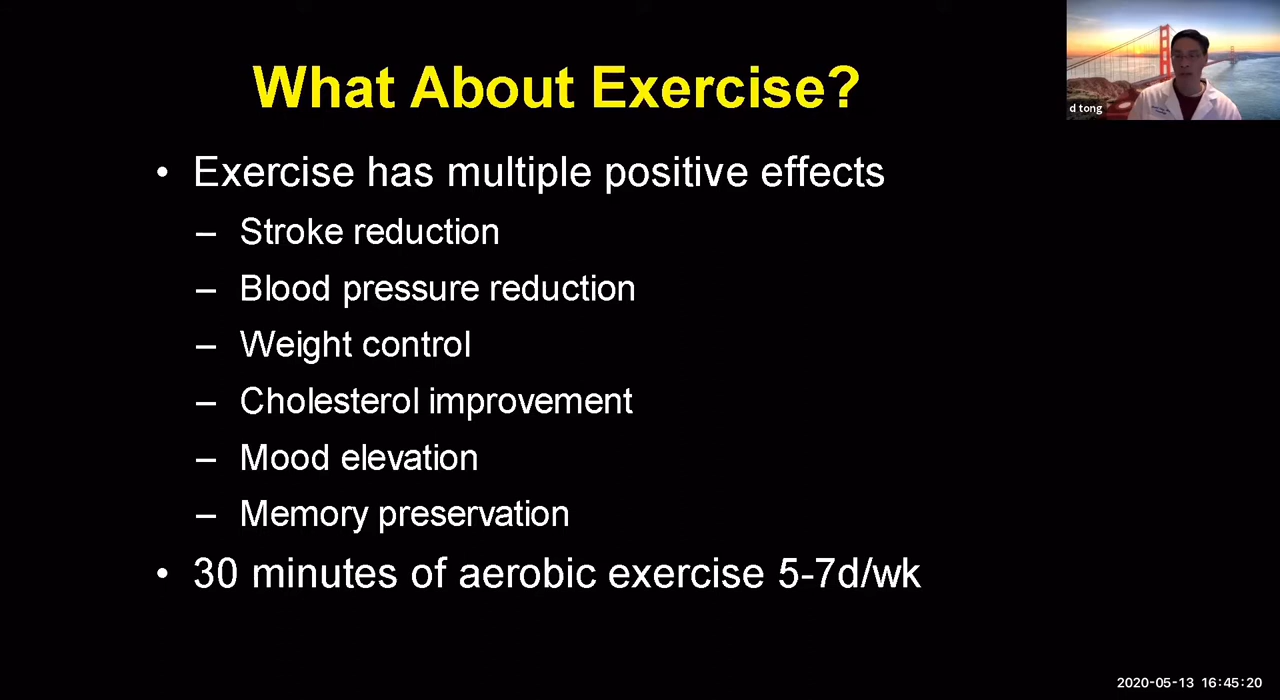 What About Exercise?
d tong
• Exercise has multiple positive effects
– Stroke reduction
– Blood pressure reduction
– Weight control
– Cholesterol improvement
– Mood elevation
– Memory preservation
• 30 minutes of aerobic exercise 5-7d/wk
2020-05-13 16:45:20